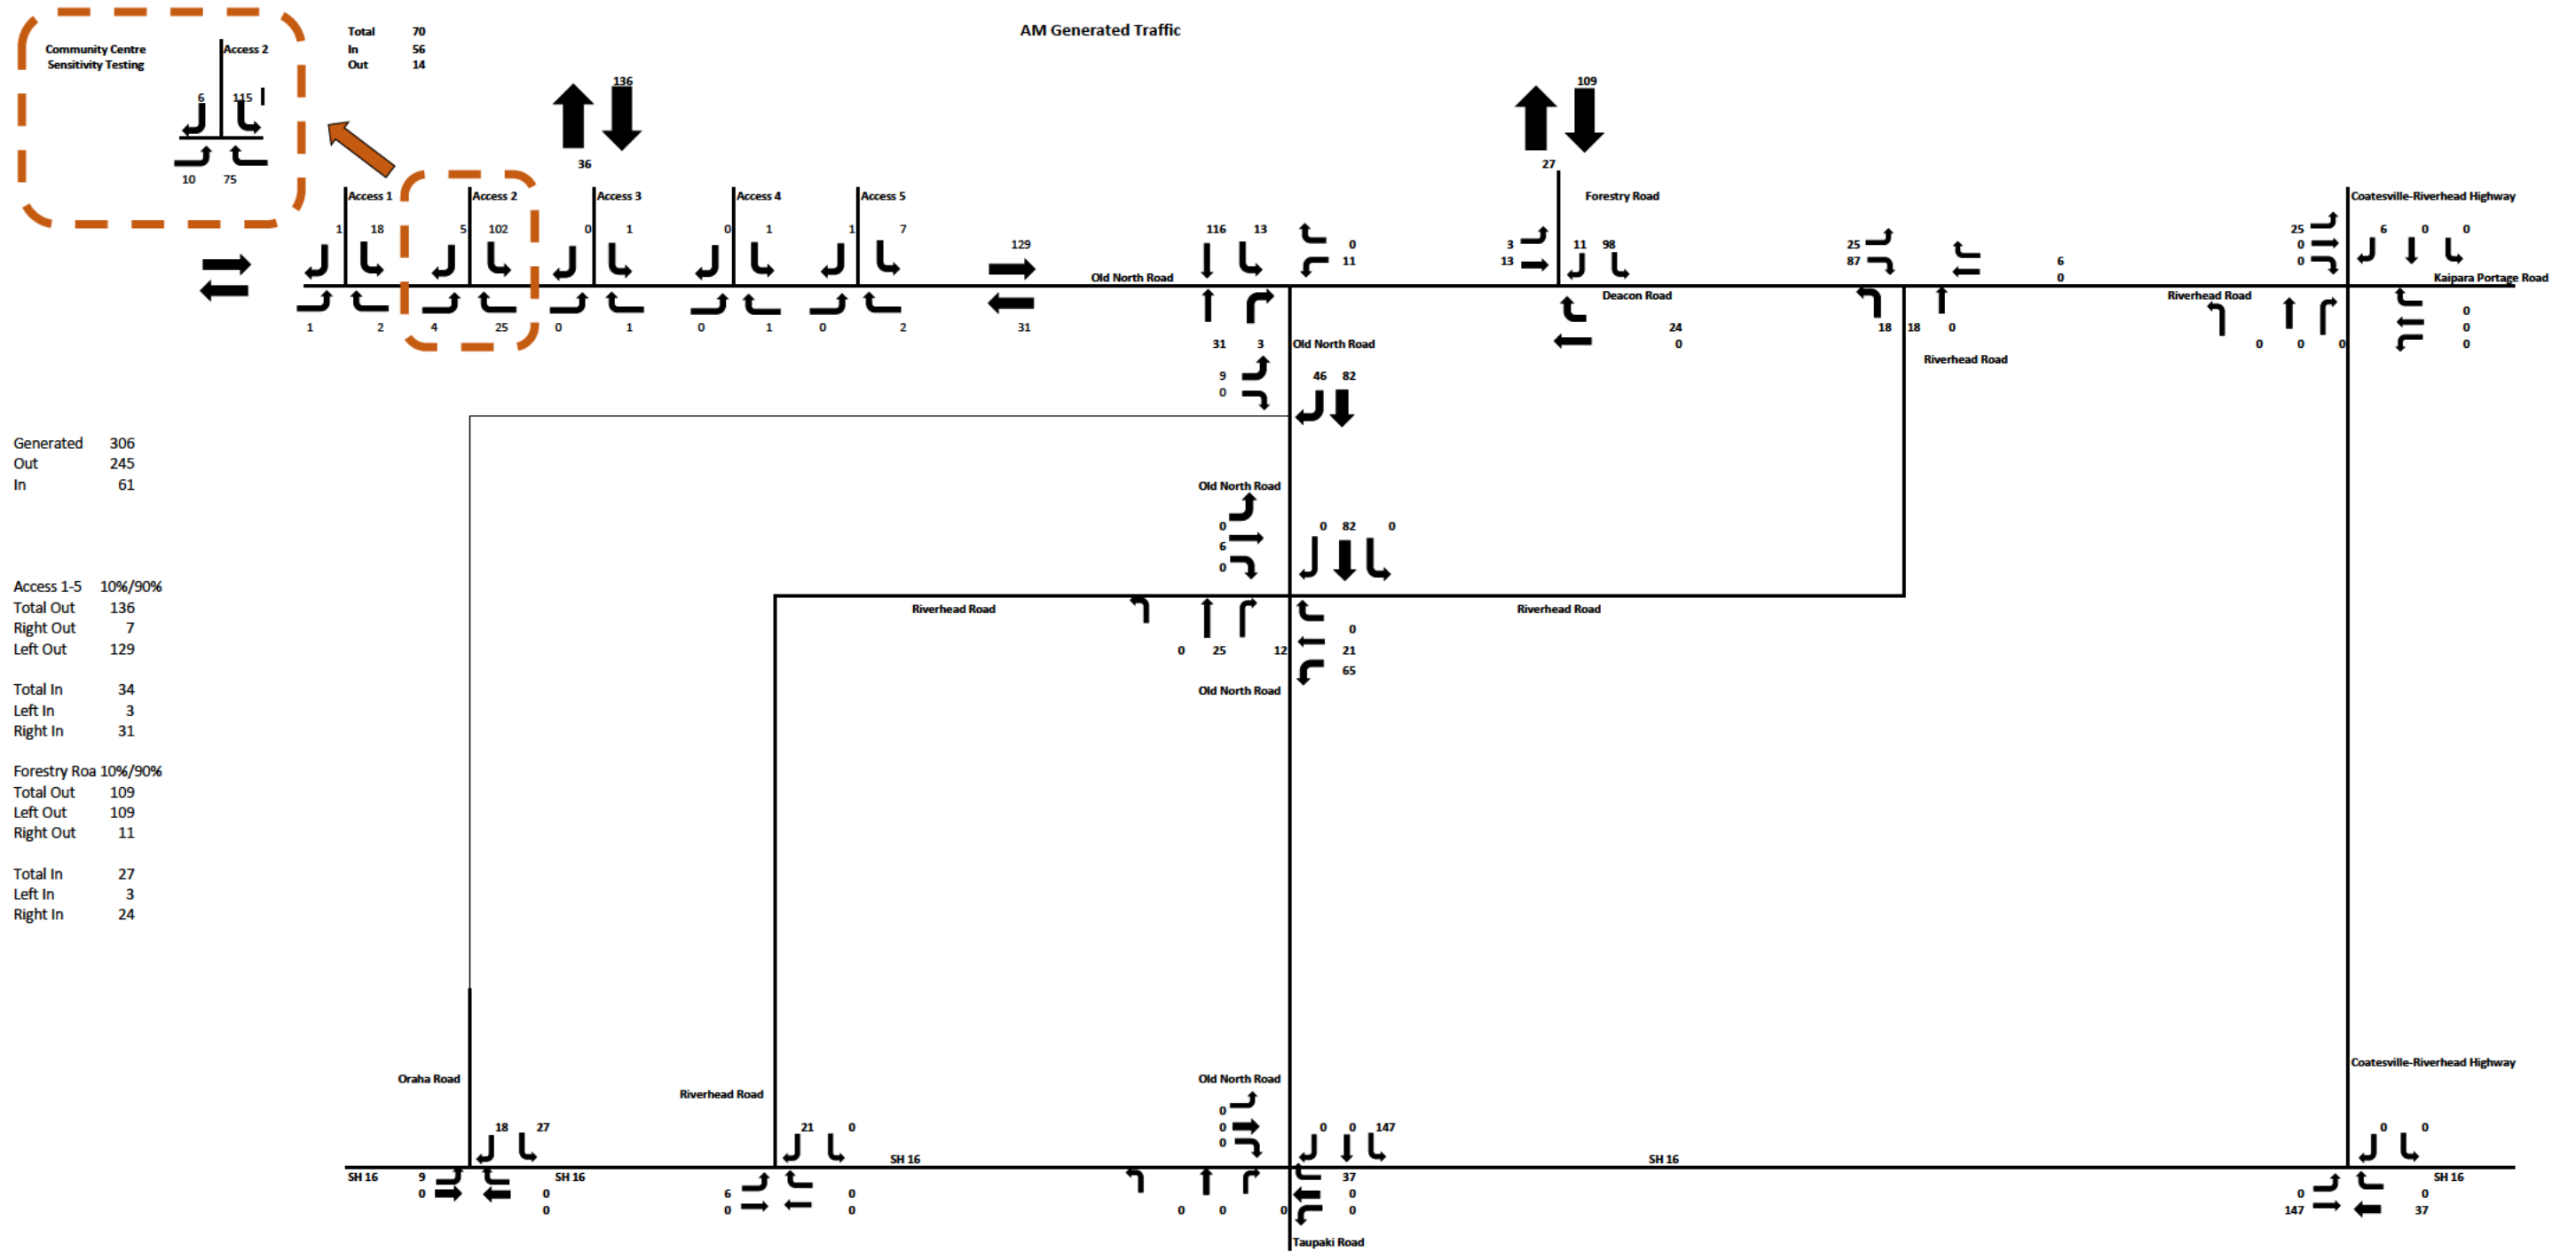 AM Generated Traffic
Community Centre
Sensitivity Testing
Access 2
6 115
10 75
Total 70
In 56
Out 14
136
36
109
27
Access 1
1 18
1 2
Access 2
5 102
4 25
Access 3
0 1
0 1
Access 4
0 1
0 1
Access 5
1 7
0 2
129
31
Old North Road
116 13
0
11
31 3
Old North Road
Forestry Road
3
13
11 98
Deacon Road
24
0
25
87
6
0
18 18 0
Riverhead Road
Riverhead Road
Coatesville-Riverhead Highway
25
0
0
6 0 0
Kaipara Portage Road
0 0 0
0
0
0
9
0
46 82
Generated 306
Out 245
In 61
Old North Road
0
6
0
0 82 0
Riverhead Road
Riverhead Road
0 25 12
0
21
65
Old North Road
Access 1-5 10%/90%
Total Out 136
Right Out 7
Left Out 129
Total In 34
Left In 3
Right In 31
Forestry Roa 10%/90%
Total Out 109
Left Out 109
Right Out 11
Total In 27
Left In 3
Right In 24
Oraha Road
18 27
SH 16
9
0
SH 16
0
0
Riverhead Road
21 0
SH 16
6
0
0
0
Old North Road
0
0
0
0 0 147
SH 16
37
0
0
0 0 0
Taupaki Road
Coatesville-Riverhead Highway
0 0
SH 16
0
147
0
37